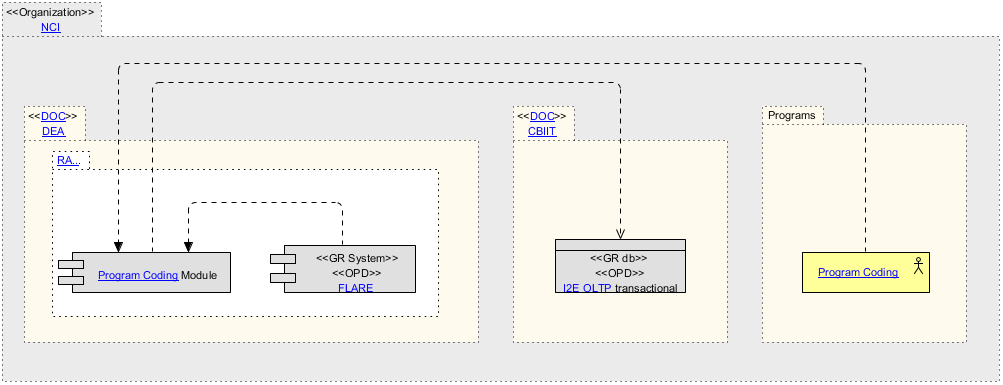 <<Organization>>
NCI
<<DOC>>
DEA
<<DOC>>
CBIIT
Programs
RA...
Program Coding Module
<<GR System>>
<<OPD>>
FLARE
<<GR db>>
<<OPD>>
I2E OLTP transactional
Program Coding